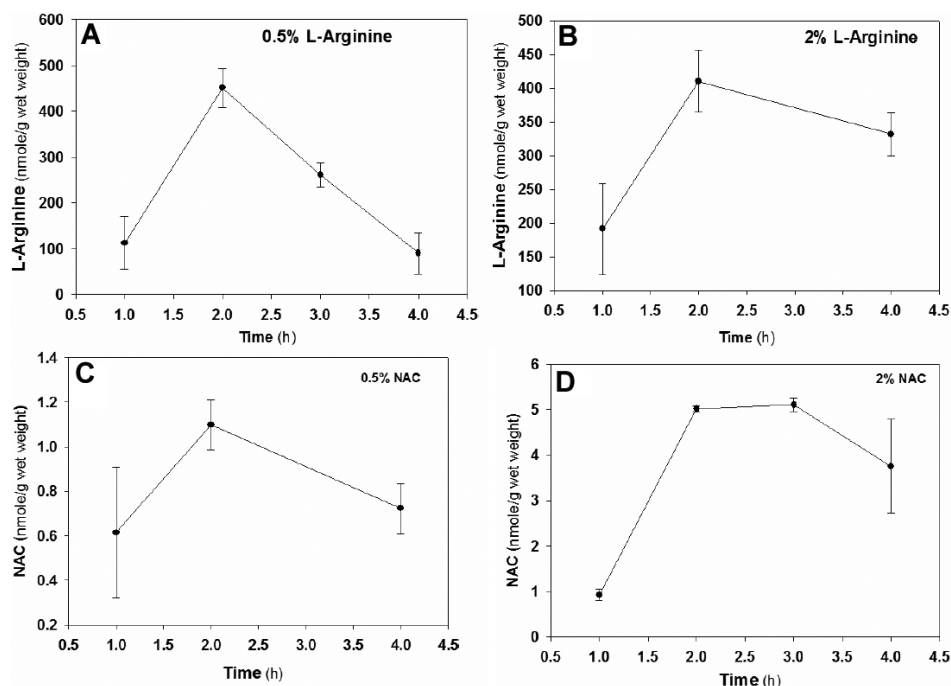 A
0.5% L-Arginine
L-Arginine (nmole/g wet weight)
600
500
400
300
200
100
0
0.5 1.0 1.5 2.0 2.5 3.0 3.5 4.0 4.5
Time (h)
B
2% L-Arginine
L-Arginine (nmole/g wet weight)
500
450
400
350
300
250
200
150
100
0.5 1.0 1.5 2.0 2.5 3.0 3.5 4.0 4.5
Time (h)
C
0.5% NAC
NAC (nmole/g wet weight)
1.4
1.2
1.0
0.8
0.6
0.4
0.2
0.5 1.0 1.5 2.0 2.5 3.0 3.5 4.0 4.5
Time (h)
D
2% NAC
NAC (nmole/g wet weight)
6
5
4
3
2
1
0
0.5 1.0 1.5 2.0 2.5 3.0 3.5 4.0 4.5
Time (h)